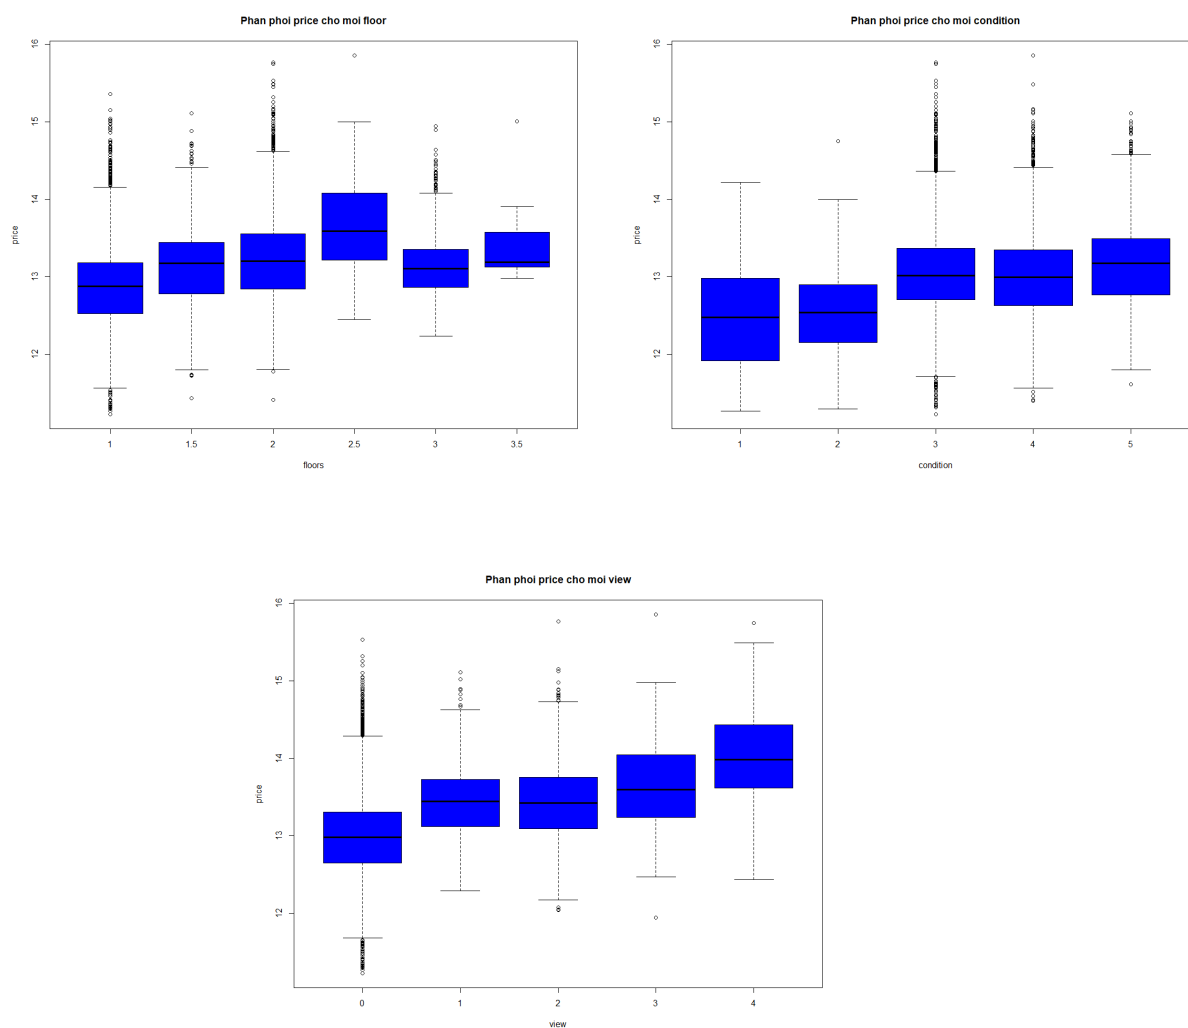 Phan phoi price cho moi floor
16
15
14
13
12
price
1 1.5 2 2.5 3 3.5
floors
Phan phoi price cho moi condition
16
15
14
13
12
price
1 2 3 4 5
condition
Phan phoi price cho moi view
16
15
14
13
12
price
0 1 2 3 4
view